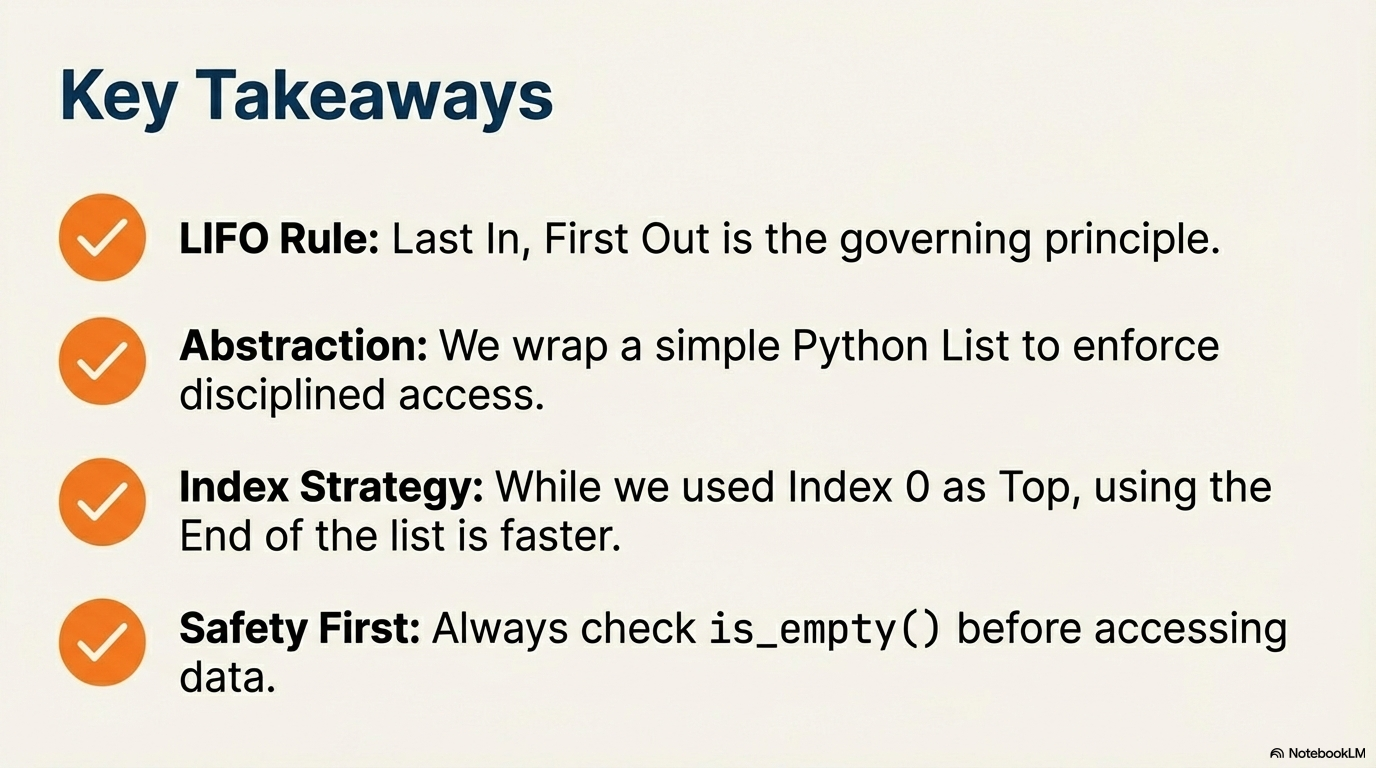 Key Takeaways
LIFO Rule: Last In, First Out is the governing principle.
Abstraction: We wrap a simple Python List to enforce
disciplined access.
Index Strategy: While we used Index 0 as Top, using the
End of the list is faster.
Safety First: Always check is_empty() before accessing
data.
NotebookLM